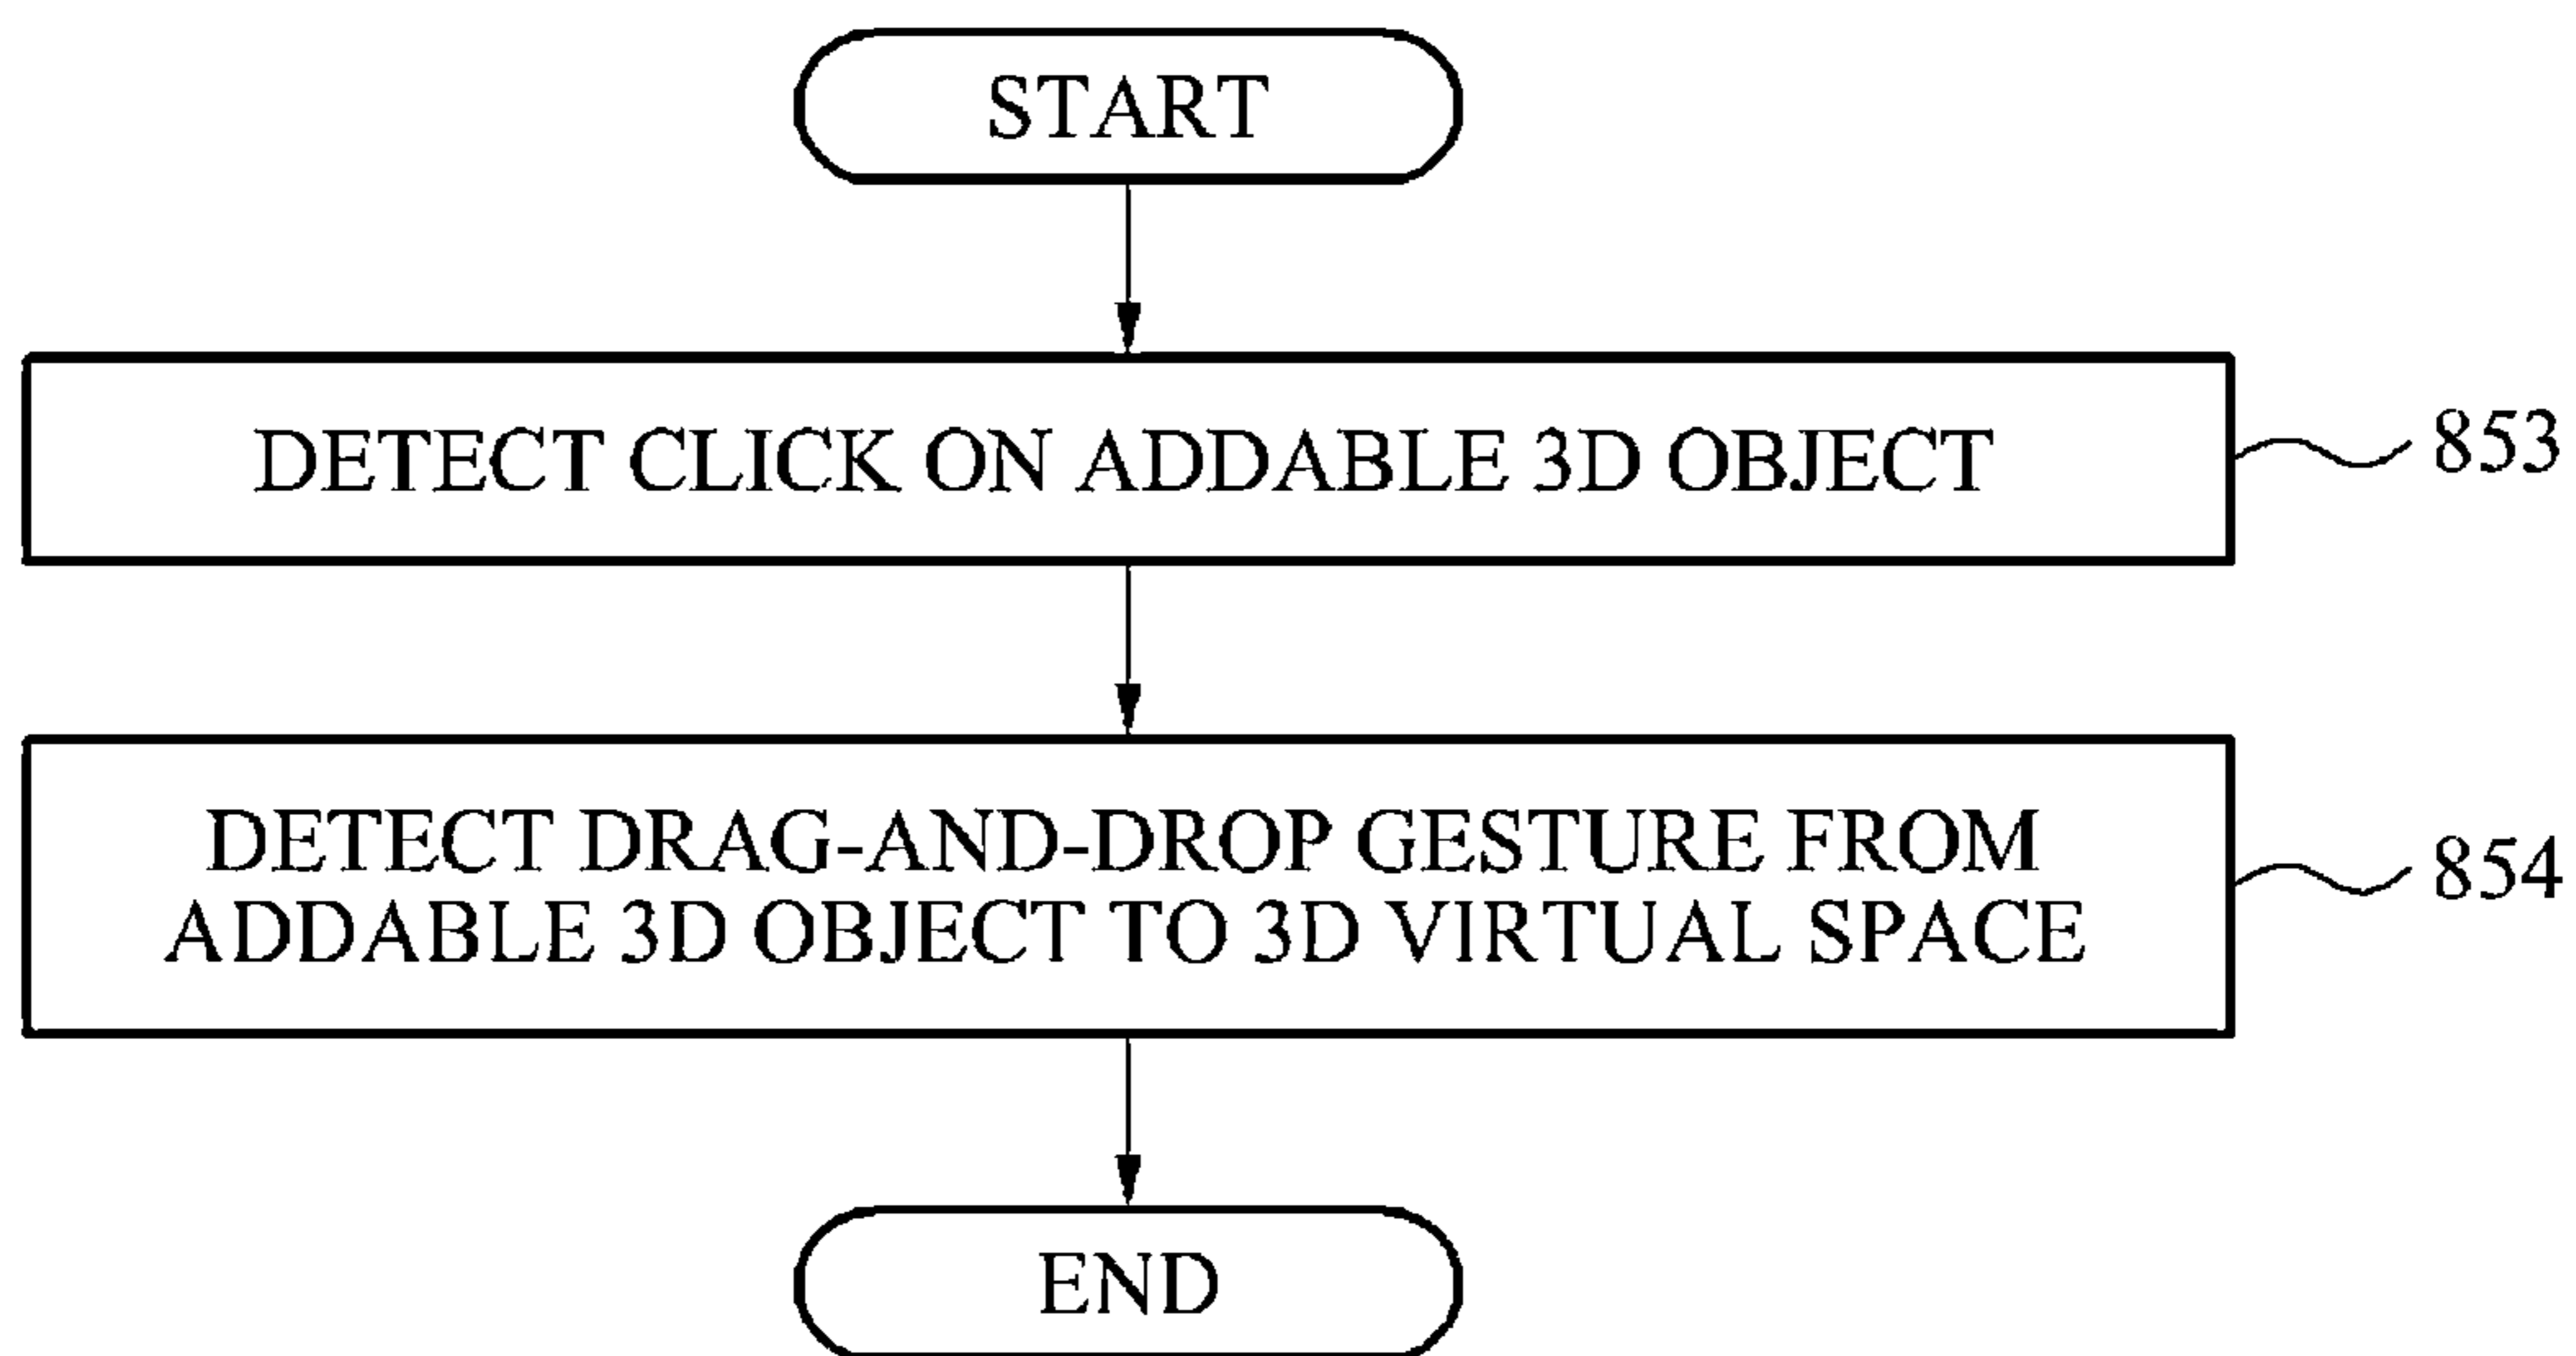 START
DETECT CLICK ON ADDABLE 3D OBJECT
853
DETECT DRAG-AND-DROP GESTURE FROM
ADDABLE 3D OBJECT TO 3D VIRTUAL SPACE
854
END